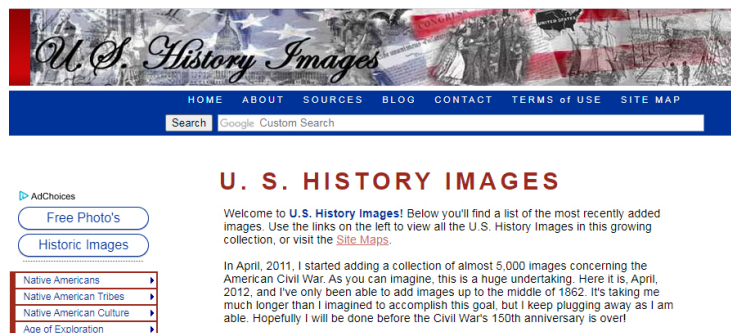 U. S. History Images
CONGRESS
UNITED STATES
HOME ABOUT SOURCES BLOG CONTACT TERMS of USE SITE MAP
Search Google Custom Search
AdChoices
Free Photo's
Historic Images
Native Americans
Native American Tribes
Native American Culture
Age of Exploration
U. S. HISTORY IMAGES
Welcome to U.S. History Images! Below you'll find a list of the most recently added
images. Use the links on the left to view all the U.S. History Images in this growing
collection, or visit the Site Maps.
In April, 2011, I started adding a collection of almost 5,000 images concerning the
American Civil War. As you can imagine, this is a huge undertaking. Here it is, April,
2012, and I've only been able to add images up to the middle of 1862. It's taking me
much longer than I imagined to accomplish this goal, but I keep plugging away as I am
able. Hopefully I will be done before the Civil War's 150th anniversary is over!